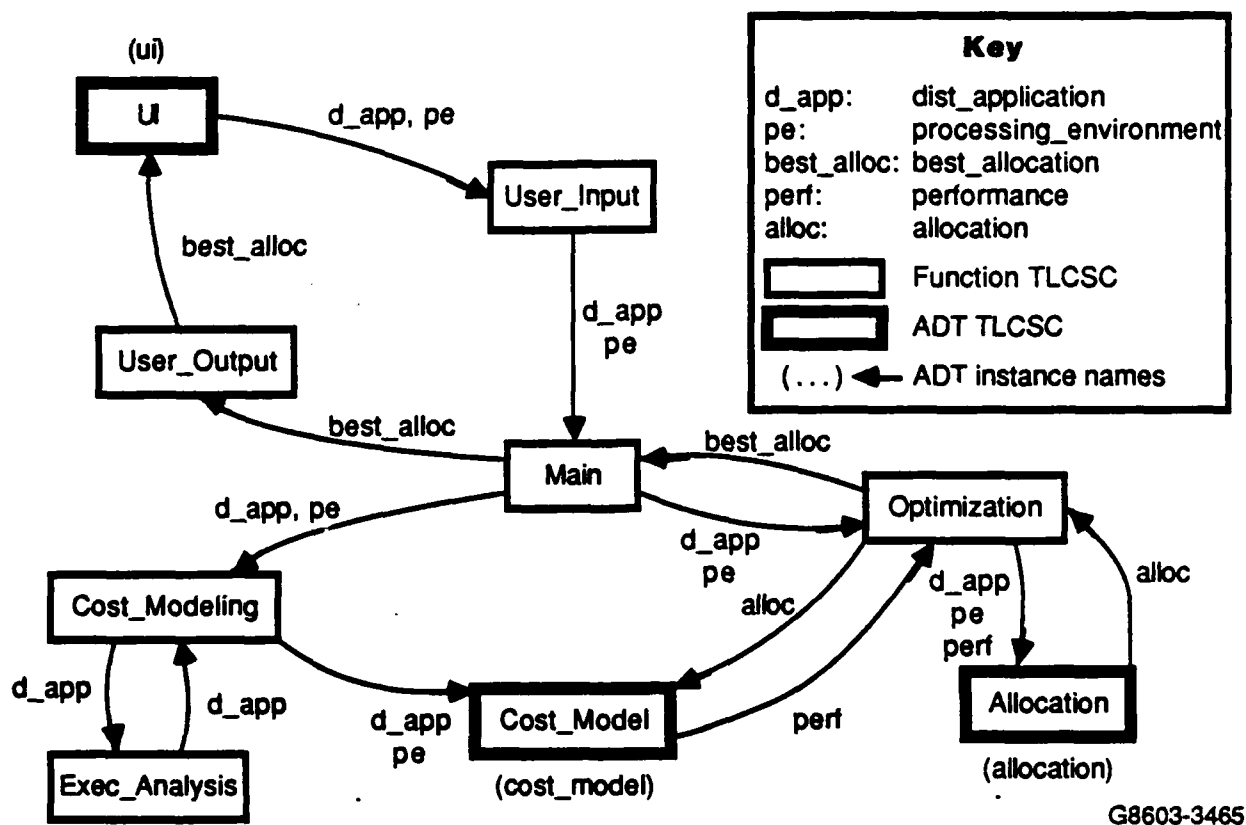 (ui)
UI
d_app, pe
User_Input
best_alloc
d_app
pe
User_Output
best_alloc
Main
best_alloc
Optimization
d_app, pe
d_app
pe
alloc
d_app
pe
perf
alloc
Cost_Modeling
d_app
d_app
d_app
pe
Cost_Model
(cost_model)
perf
Allocation
(allocation)
Exec_Analysis
Key
d_app: dist_application
pe: processing_environment
best_alloc: best_allocation
perf: performance
alloc: allocation
Function TLCSC
ADT TLCSC
(...) ADT instance names
G8603-3465